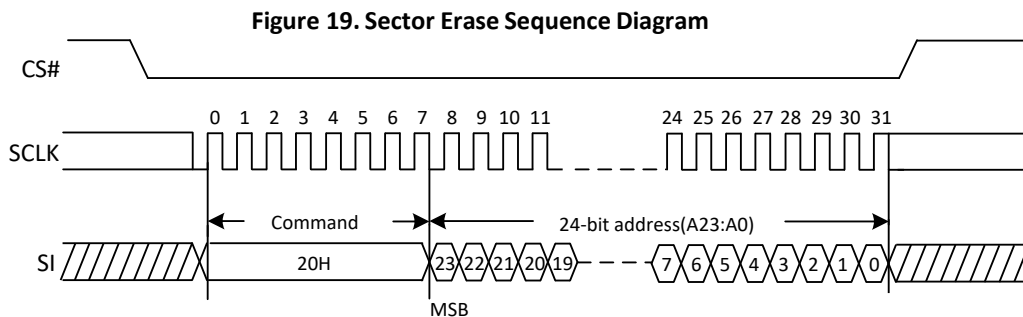 Figure 19. Sector Erase Sequence Diagram
CS#
0 1 2 3 4 5 6 7 8 9 10 11 24 25 26 27 28 29 30 31
SCLK
Command 24-bit address(A23:A0)
SI 20H 23 22 21 20 19 7 6 5 4 3 2 1 0
MSB